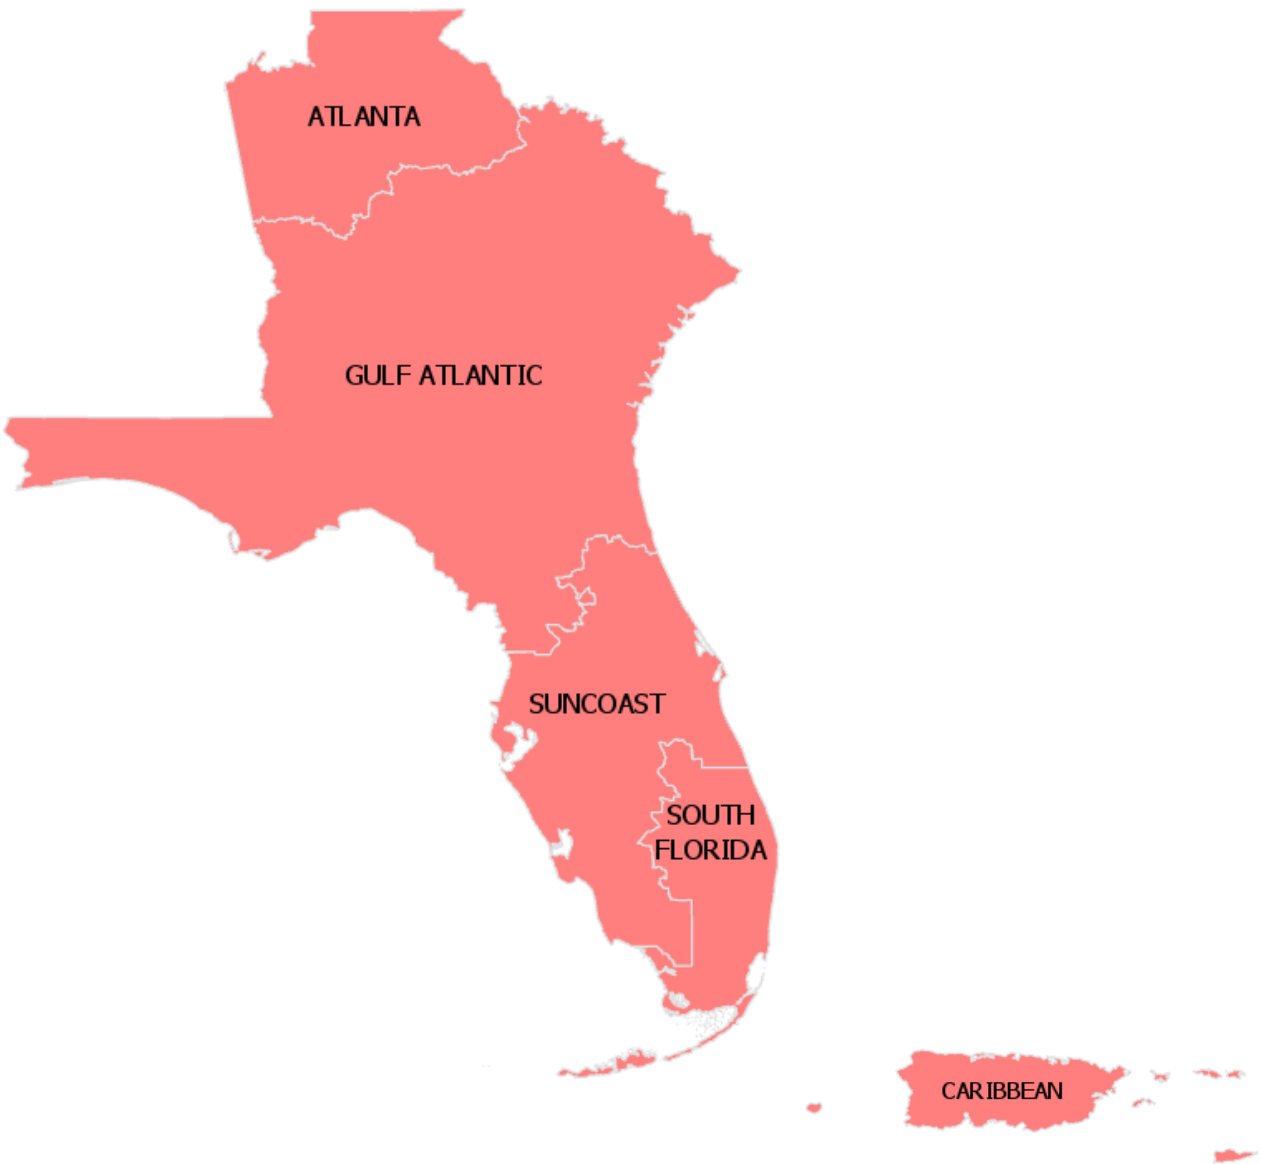 ATLANTA
GULF ATLANTIC
SUNCOAST
SOUTH
FLORIDA
CARIBBEAN